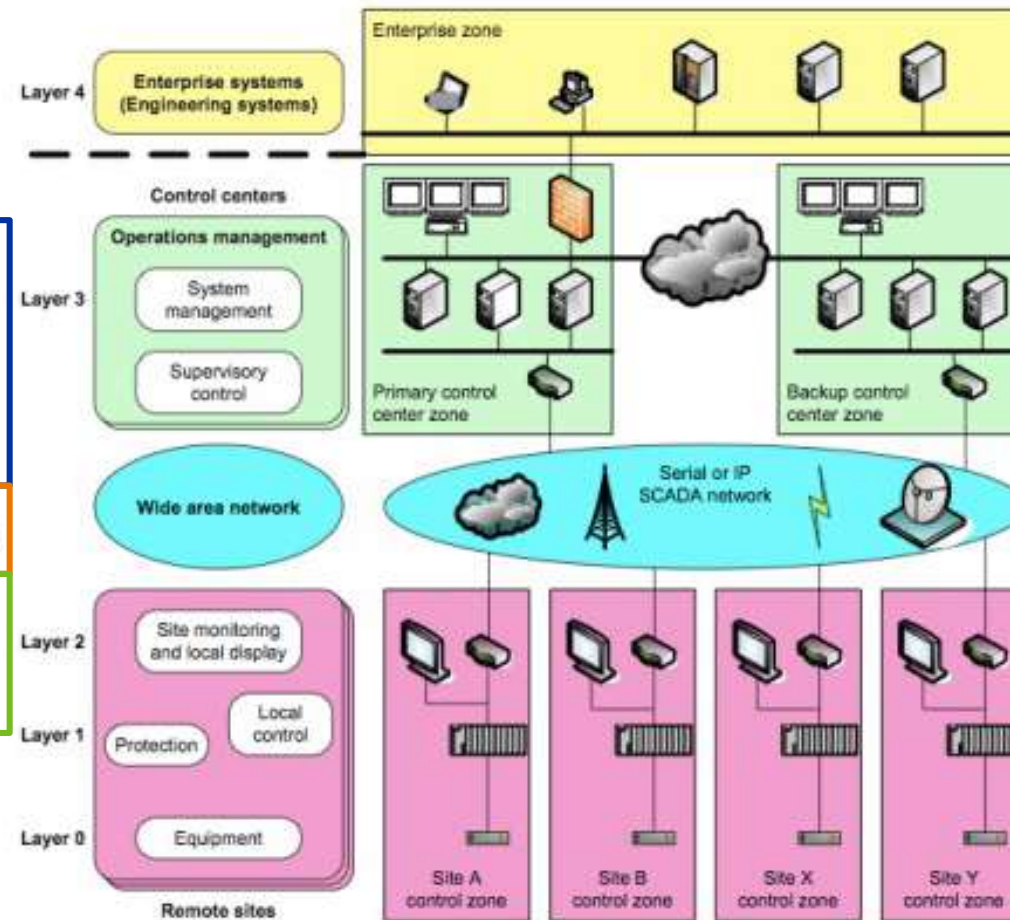 Enterprise zone
Layer 4
Enterprise systems
(Engineering systems)
Control centers
Operations management
Layer 3
System
management
Supervisory
control
Primary control
center zone
Backup control
center zone
Wide area network
Serial or IP
SCADA network
Layer 2
Site monitoring
and local display
Layer 1
Protection
Local
control
Layer 0
Equipment
Remote sites
Site A
control zone
Site B
control zone
Site X
control zone
Site Y
control zone